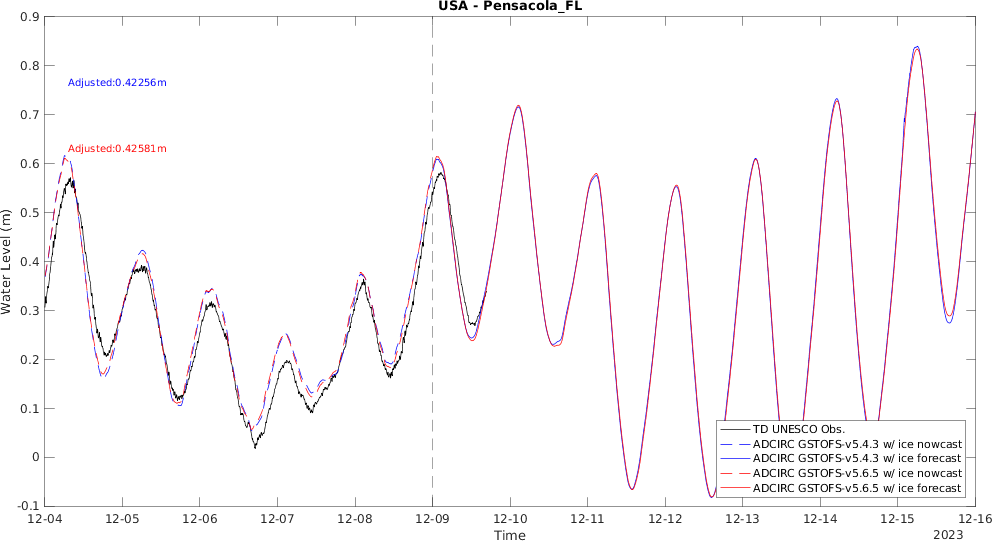 USA - Pensacola_FL
0.9
0.8
0.7
0.6
0.5
0.4
0.3
0.2
0.1
0
-0.1
Water Level (m)
Adjusted:0.42256m
Adjusted:0.42581m
TD UNESCO Obs.
ADCIRC GSTOFS-v5.4.3 w/ ice nowcast
ADCIRC GSTOFS-v5.4.3 w/ ice forecast
ADCIRC GSTOFS-v5.6.5 w/ ice nowcast
ADCIRC GSTOFS-v5.6.5 w/ ice forecast
12-04 12-05 12-06 12-07 12-08 12-09 12-10 12-11 12-12 12-13 12-14 12-15 12-16
Time
2023